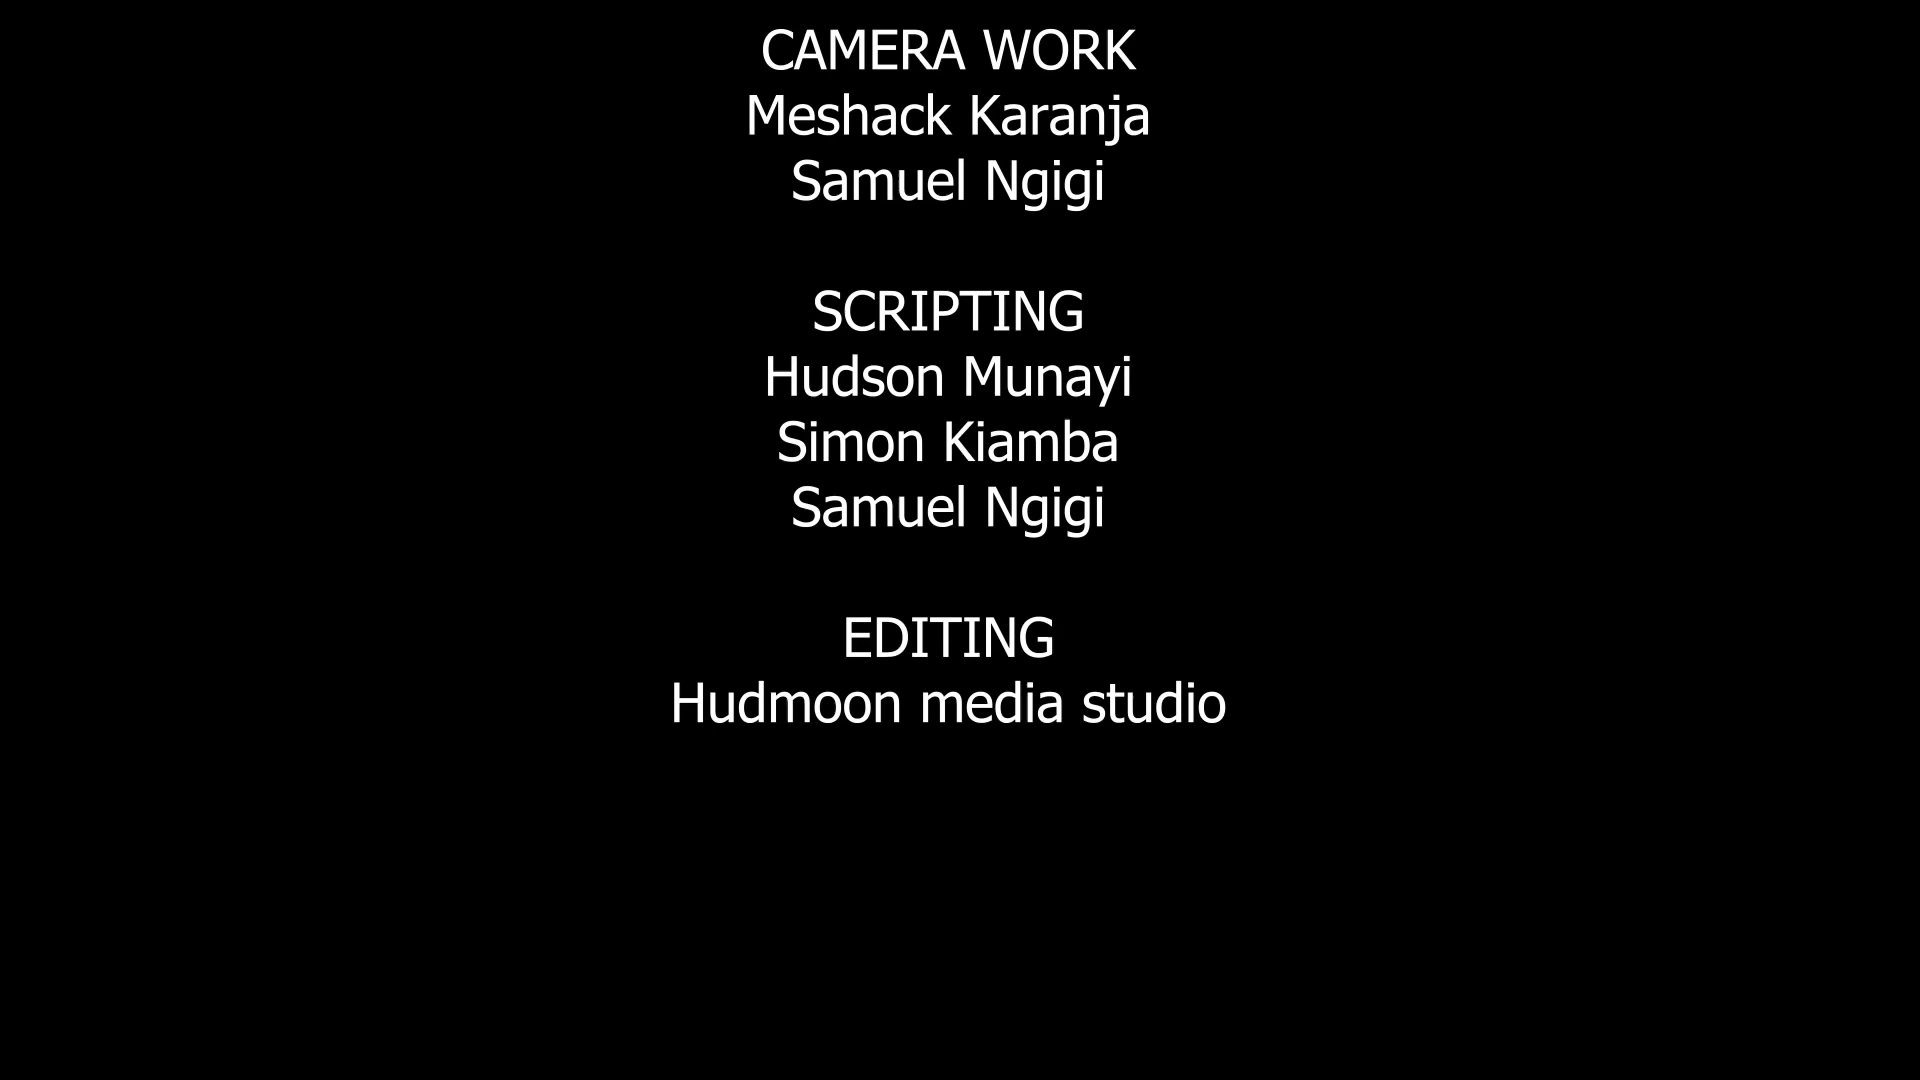 CAMERA WORK
Meshack Karanja
Samuel Ngigi
SCRIPTING
Hudson Munayi
Simon Kiamba
Samuel Ngigi
EDITING
Hudmoon media studio